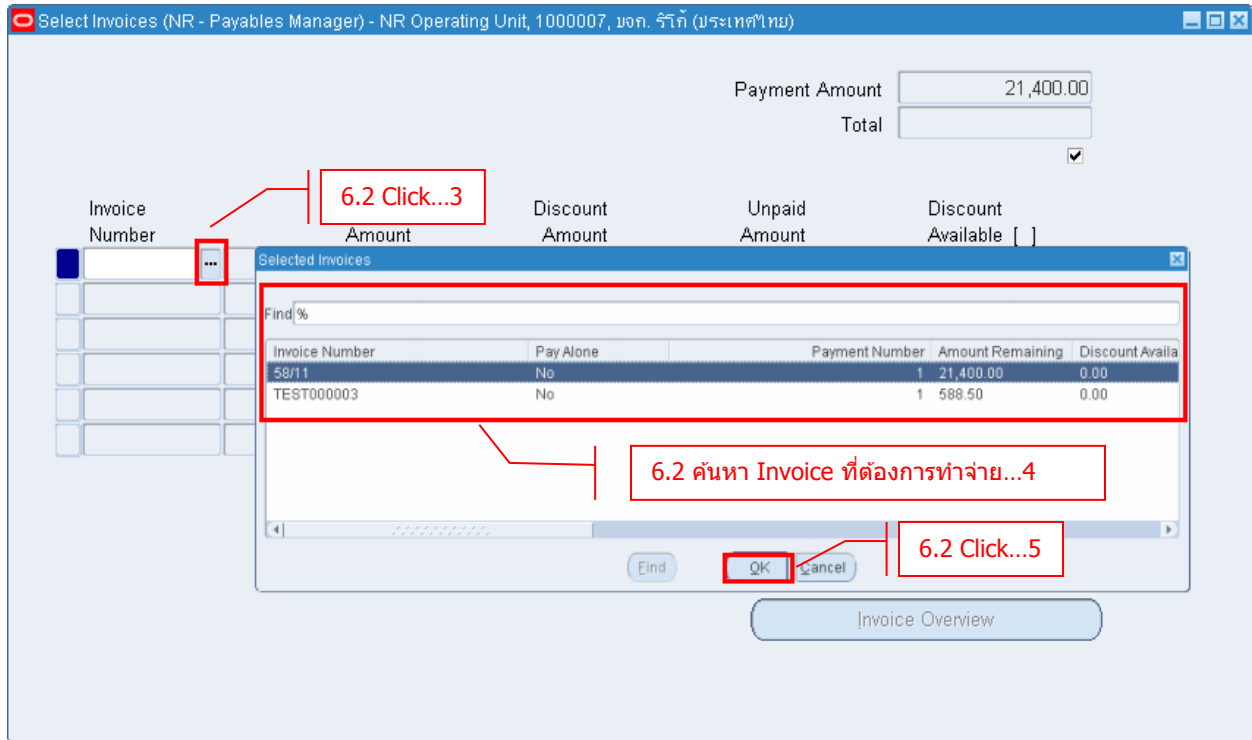 Select Invoices (NR - Payables Manager) - NR Operating Unit, 1000007, บจก. ริโก้ (ประเทศไทย)
Payment Amount 21,400.00
Total
6.2 Click...3
Invoice Discount Unpaid Discount
Number Amount Amount Amount Available [ ]
...
Selected Invoices
Find %
Invoice Number Pay Alone Payment Number Amount Remaining Discount Availa
58/11 No 1 21,400.00 0.00
TEST000003 No 1 588.50 0.00
6.2 ค้นหา Invoice ที่ต้องการทำจ่าย...4
6.2 Click...5
Find OK Cancel
Invoice Overview